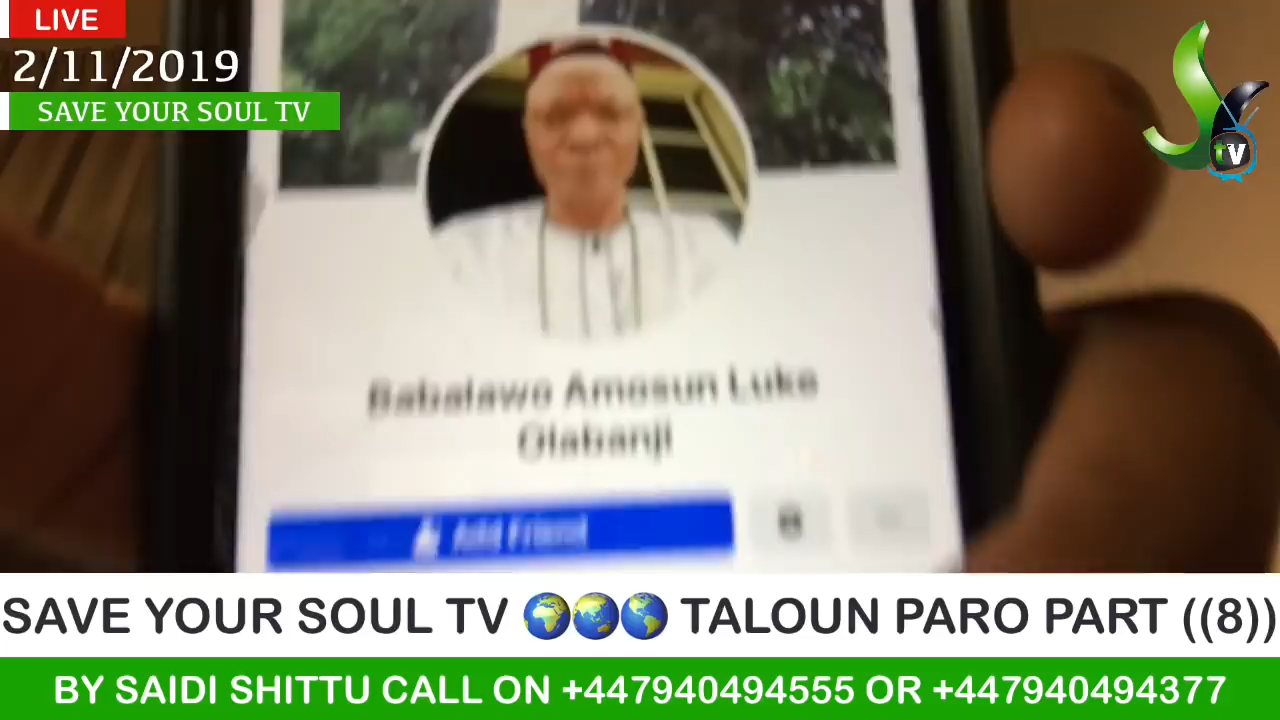 LIVE
2/11/2019
SAVE YOUR SOUL TV
tV
Babalawo Amosun Luke
Olabanji
Add Friend
SAVE YOUR SOUL TV 🌍🌏🌎 TALOUN PARO PART ((8))
BY SAIDI SHITTU CALL ON +447940494555 OR +447940494377